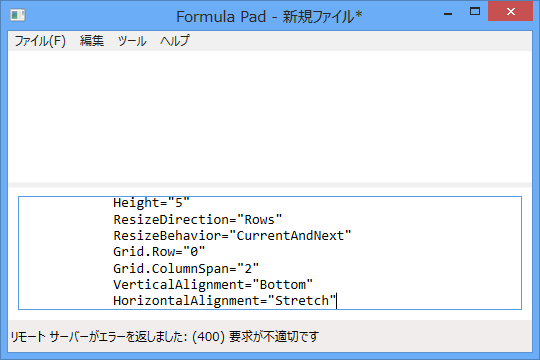 Formula Pad - 新規ファイル*
ファイル(F) 編集 ツール ヘルプ
Height="5"
ResizeDirection="Rows"
ResizeBehavior="CurrentAndNext"
Grid.Row="0"
Grid.ColumnSpan="2"
VerticalAlignment="Bottom"
HorizontalAlignment="Stretch"
リモート サーバーがエラーを返しました: (400) 要求が不適切です